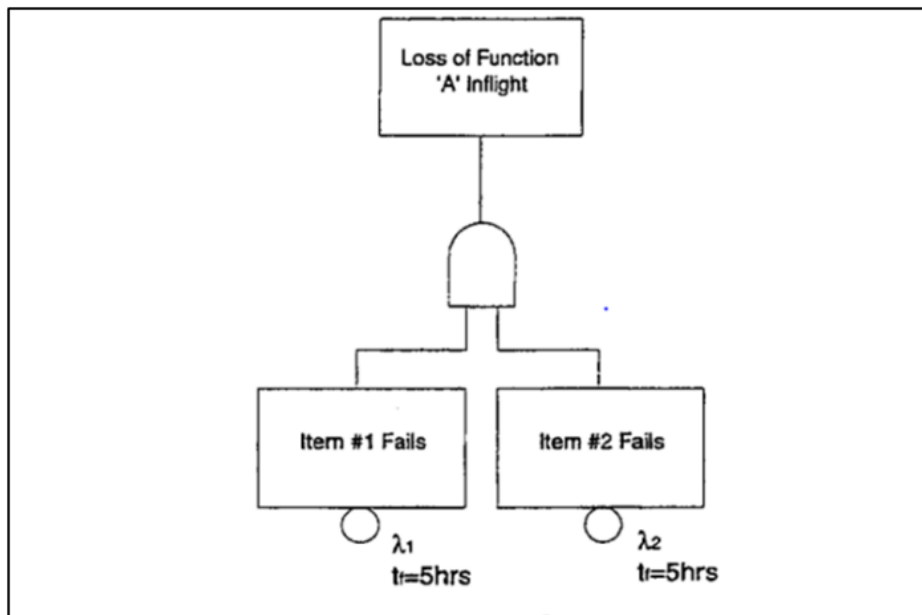 Loss of Function
'A' Inflight
Item #1 Fails
Item #2 Fails
λ1
tf=5hrs
λ2
tf=5hrs